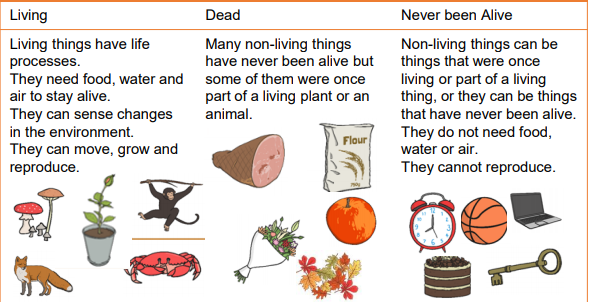 Living
Dead
Never been Alive
Living things have life
processes.
They need food, water and
air to stay alive.
They can sense changes
in the environment.
They can move, grow and
reproduce.
Many non-living things
have never been alive but
some of them were once
part of a living plant or an
animal.
Flour
750g
Non-living things can be
things that were once
living or part of a living
thing, or they can be things
that have never been alive.
They do not need food,
water or air.
They cannot reproduce.